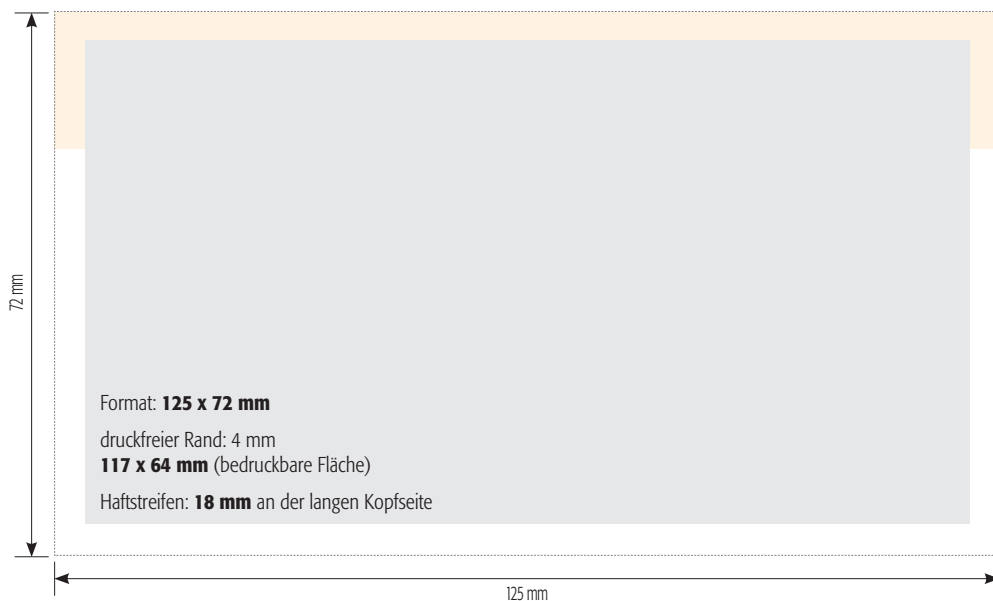 72 mm
Format: 125 x 72 mm
druckfreier Rand: 4 mm
117 x 64 mm (bedruckbare Fläche)
Haftstreifen: 18 mm an der langen Kopfseite
125 mm